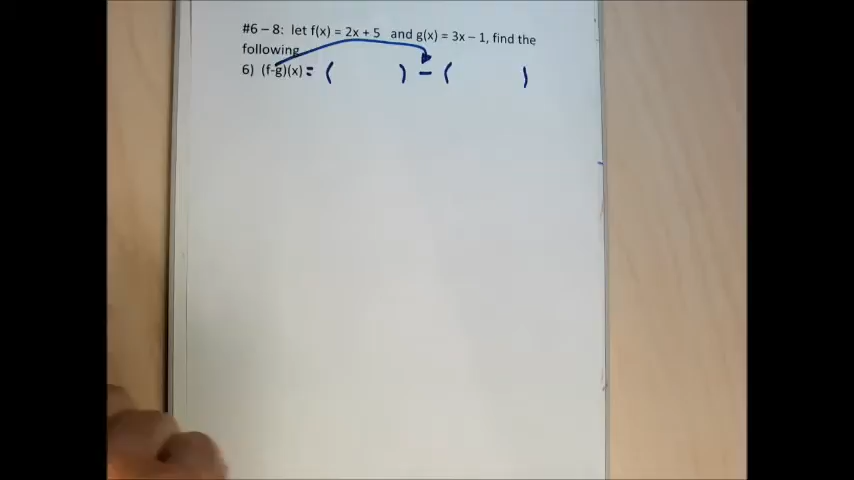 #6 – 8: let f(x) = 2x + 5 and g(x) = 3x – 1, find the
following
6) (f-g)(x) = ( ) - ( )